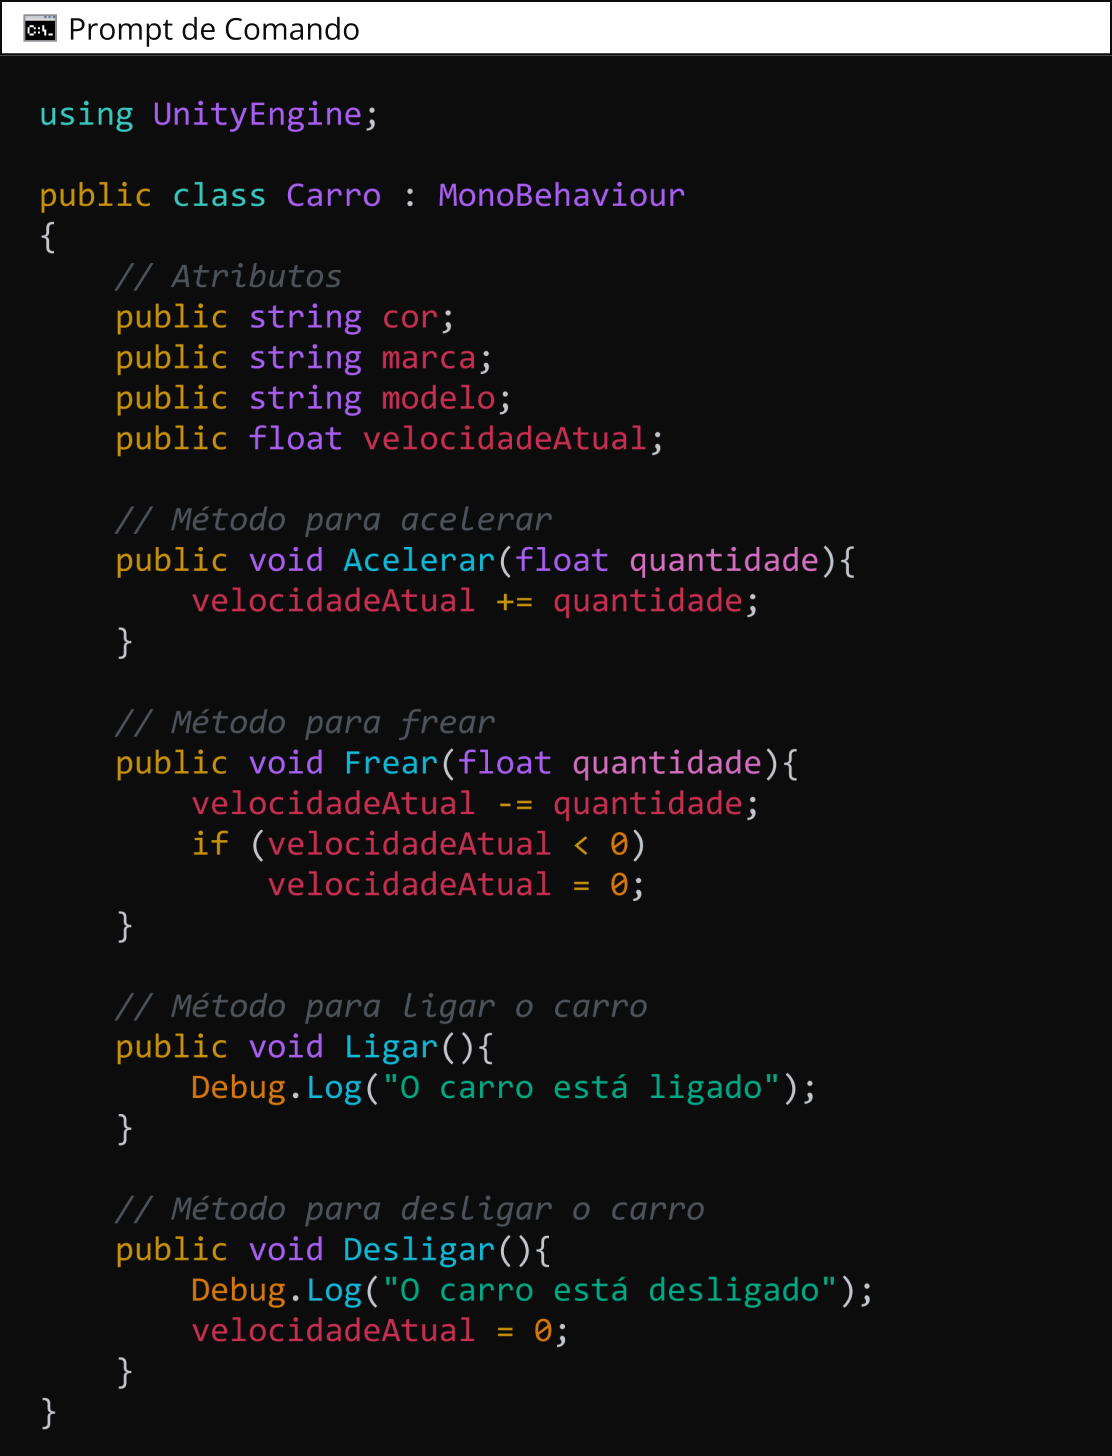 Prompt de Comando
using UnityEngine;
public class Carro : MonoBehaviour
{
    // Atributos
    public string cor;
    public string marca;
    public string modelo;
    public float velocidadeAtual;
    // Método para acelerar
    public void Acelerar(float quantidade){
        velocidadeAtual += quantidade;
    }
    // Método para frear
    public void Frear(float quantidade){
        velocidadeAtual -= quantidade;
        if (velocidadeAtual < 0)
            velocidadeAtual = 0;
    }
    // Método para ligar o carro
    public void Ligar(){
        Debug.Log("O carro está ligado");
    }
    // Método para desligar o carro
    public void Desligar(){
        Debug.Log("O carro está desligado");
        velocidadeAtual = 0;
    }
}